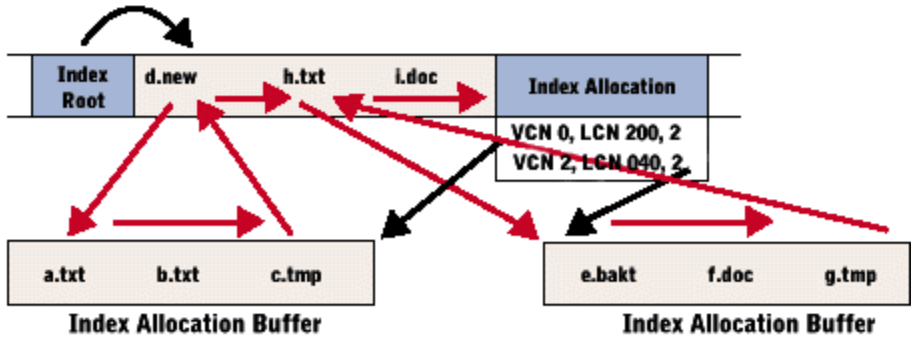 Index Root
d.new
h.txt
i.doc
Index Allocation
VCN 0, LCN 200, 2
VCN 2, LCN 040, 2
a.txt
b.txt
c.tmp
e.bakt
f.doc
g.tmp
Index Allocation Buffer
Index Allocation Buffer